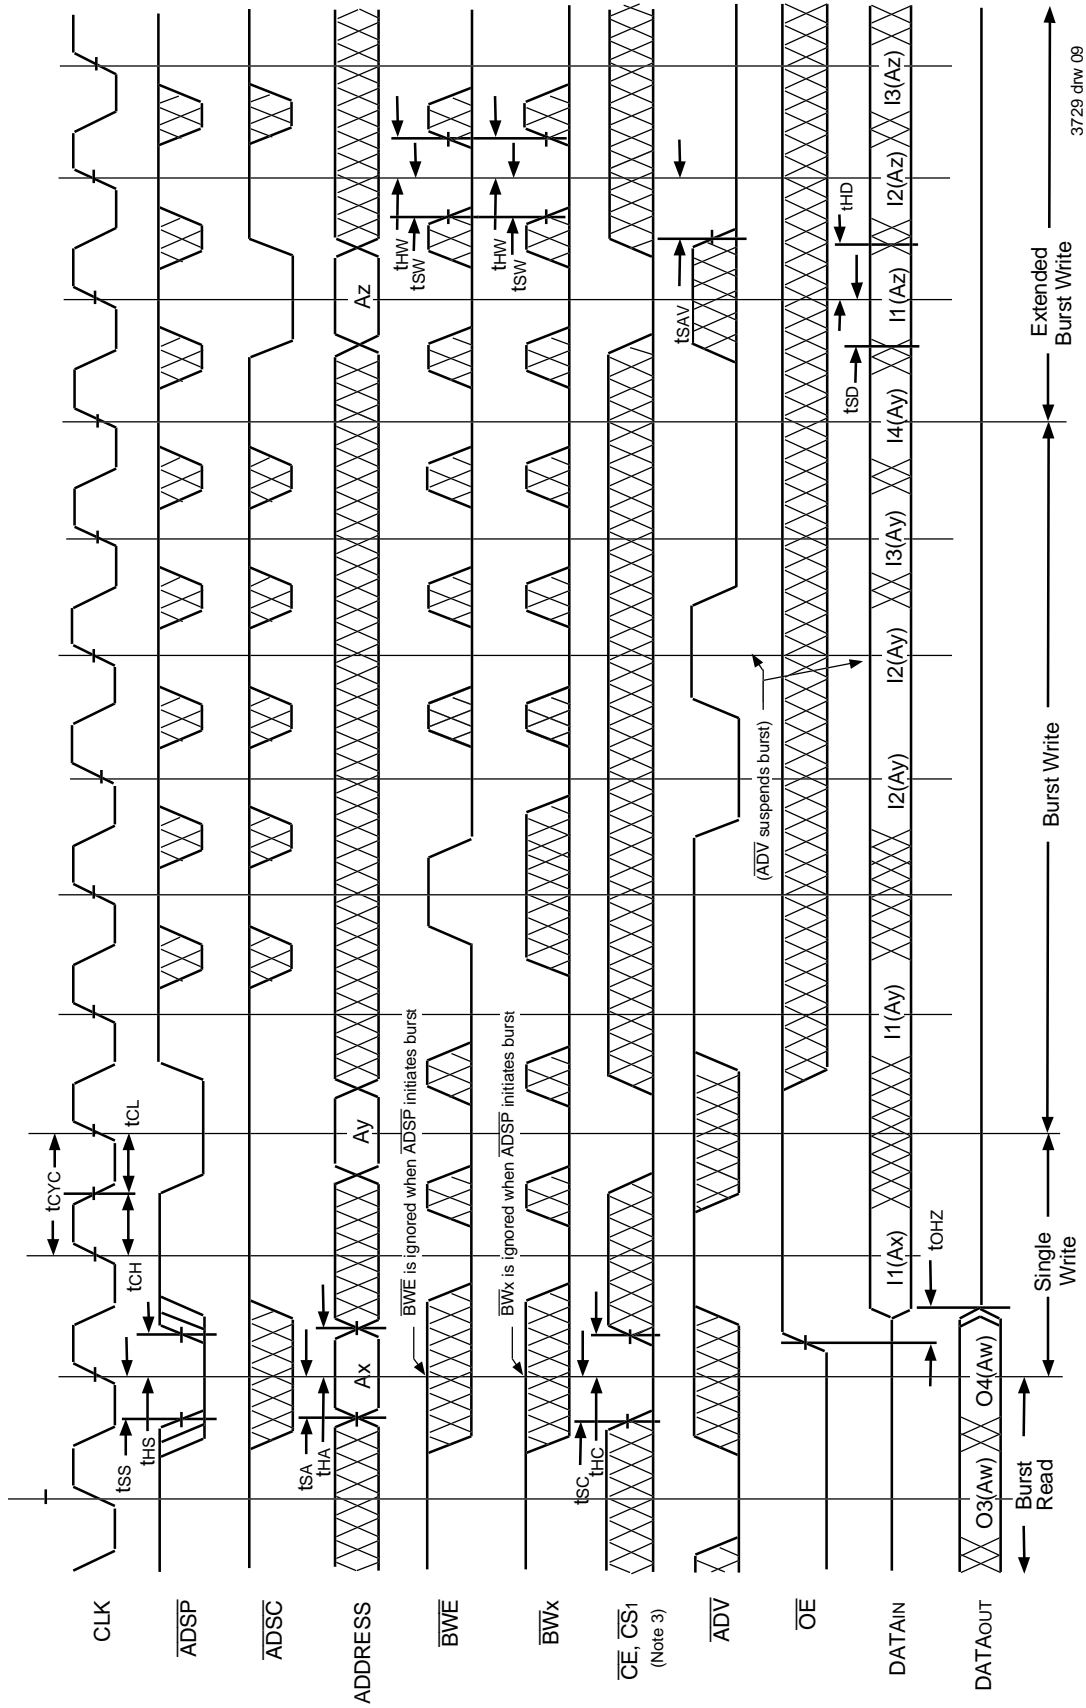 CLK
tCYC
tCH
tCL
tSS
tHS
ADSP
ADSC
ADDRESS
tSA
tHA
Ax
Ay
Az
BWE
BWE is ignored when ADSP initiates burst
tHW
tSW
BWx
BWx is ignored when ADSP initiates burst
tHW
tSW
CE, CS1
(Note 3)
tSC
tHC
ADV
tSAV
(ADV suspends burst)
OE
tSD
tHD
DATAIN
I1(Ax)
I1(Ay)
I2(Ay)
I2(Ay)
I3(Ay)
I4(Ay)
I1(Az)
I2(Az)
I3(Az)
tOHZ
DATAOUT
O3(Aw)
O4(Aw)
Burst
Read
Single
Write
Burst Write
Extended
Burst Write
3729 drw 09